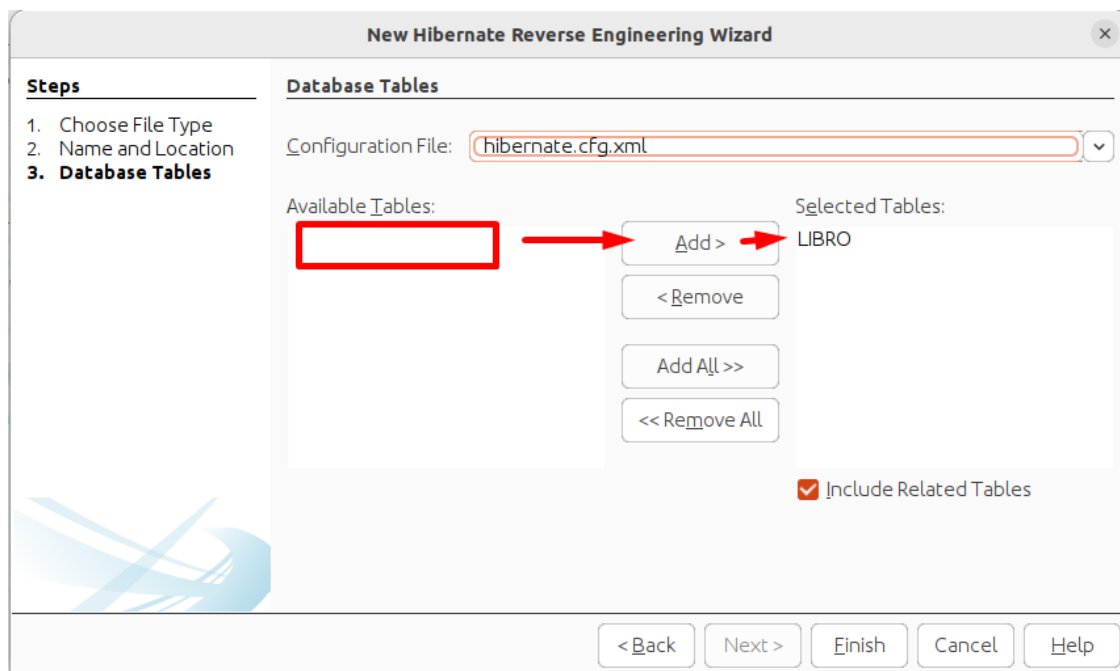 New Hibernate Reverse Engineering Wizard
Steps
1. Choose File Type
2. Name and Location
3. Database Tables
Database Tables
Configuration File: hibernate.cfg.xml
Available Tables:
Add >
< Remove
Add All >>
<< Remove All
Selected Tables:
LIBRO
Include Related Tables
< Back Next > Finish Cancel Help